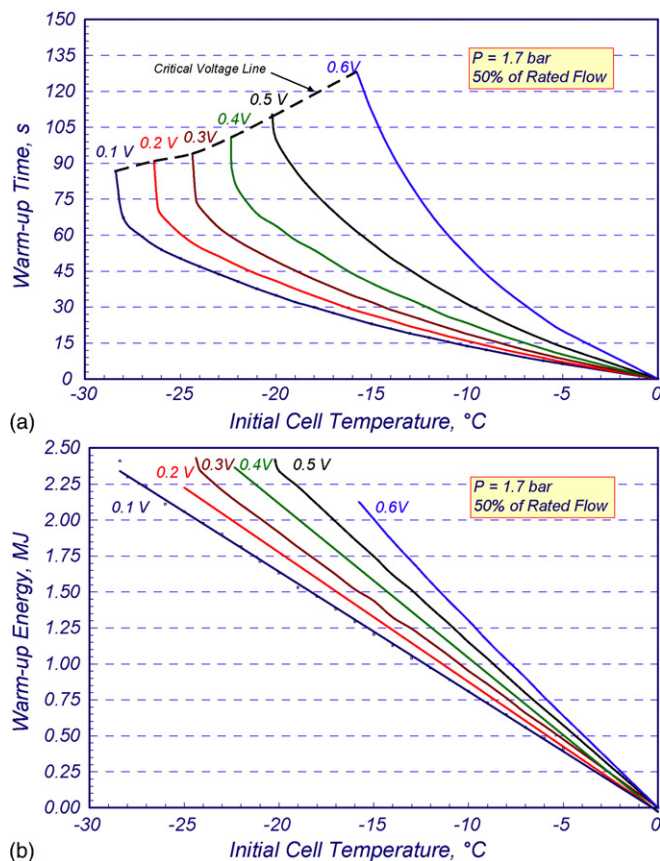 150
135
120
105
90
75
60
45
30
15
0
Warm-up Time, s
Critical Voltage Line
P = 1.7 bar
50% of Rated Flow
0.6V
0.5 V
0.4V
0.3V
0.2 V
0.1 V
-30 -25 -20 -15 -10 -5 0
(a) Initial Cell Temperature, °C
2.50
2.25
2.00
1.75
1.50
1.25
1.00
0.75
0.50
0.25
0.00
Warm-up Energy, MJ
0.1 V
0.2 V
0.3V
0.4V
0.5 V
0.6V
P = 1.7 bar
50% of Rated Flow
-30 -25 -20 -15 -10 -5 0
(b) Initial Cell Temperature, °C